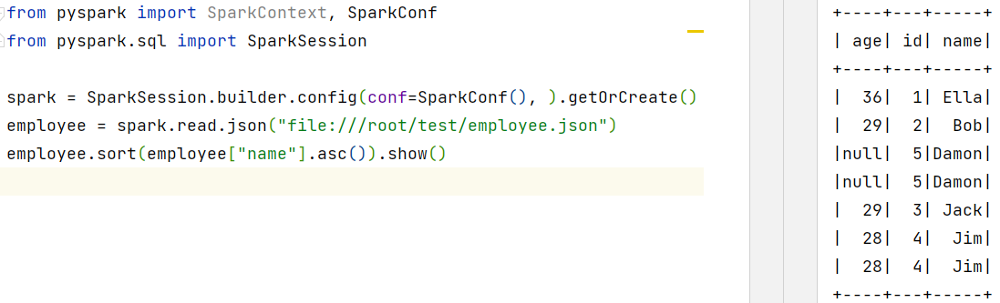 from pyspark import SparkContext, SparkConf
from pyspark.sql import SparkSession

spark = SparkSession.builder.config(conf=SparkConf(), ).getOrCreate()
employee = spark.read.json("file:///root/test/employee.json")
employee.sort(employee["name"].asc()).show()

+----+---+-----+
| age| id| name|
+----+---+-----+
|  36|  1| Ella|
|  29|  2|  Bob|
|null|  5|Damon|
|null|  5|Damon|
|  29|  3| Jack|
|  28|  4|  Jim|
|  28|  4|  Jim|
+----+---+-----+